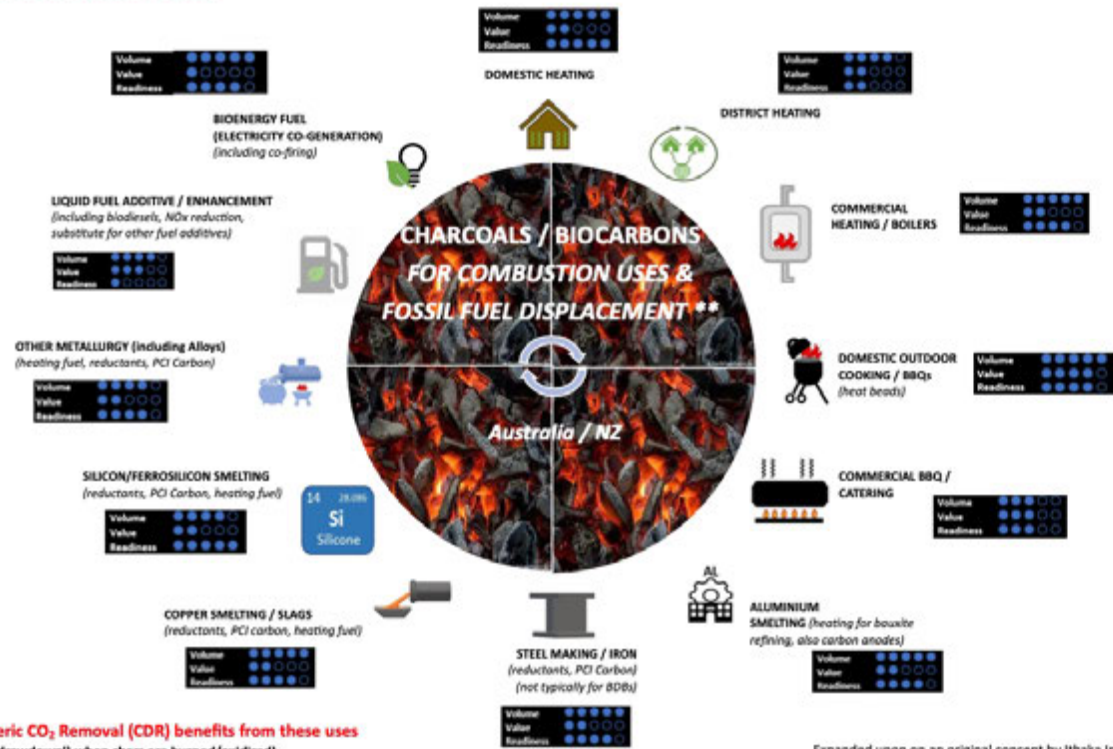 Volume
Value
Readiness
DOMESTIC HEATING
Volume
Value
Readiness
BIOENERGY FUEL
(ELECTRICITY CO-GENERATION)
(including co-firing)
Volume
Value
Readiness
DISTRICT HEATING
LIQUID FUEL ADDITIVE / ENHANCEMENT
(including biodiesels, NOx reduction,
substitute for other fuel additives)
Volume
Value
Readiness
COMMERCIAL
HEATING / BOILERS
Volume
Value
Readiness
CHARCOALS / BIOCARBONS
FOR COMBUSTION USES &
FOSSIL FUEL DISPLACEMENT **
Australia / NZ
OTHER METALLURGY (including Alloys)
(heating fuel, reductants, PCI Carbon)
Volume
Value
Readiness
DOMESTIC OUTDOOR
COOKING / BBQs
(heat beads)
Volume
Value
Readiness
SILICON/FERROSILICON SMELTING
(reductants, PCI Carbon, heating fuel)
Volume
Value
Readiness
14 28.086
Si
Silicone
COMMERCIAL BBQ /
CATERING
Volume
Value
Readiness
COPPER SMELTING / SLAGS
(reductants, PCI carbon, heating fuel)
Volume
Value
Readiness
STEEL MAKING / IRON
(reductants, PCI Carbon)
(not typically for BDBs)
Volume
Value
Readiness
AL
ALUMINIUM
SMELTING (heating for bauxite
refining, also carbon anodes)
Volume
Value
Readiness
eric CO₂ Removal (CDR) benefits from these uses